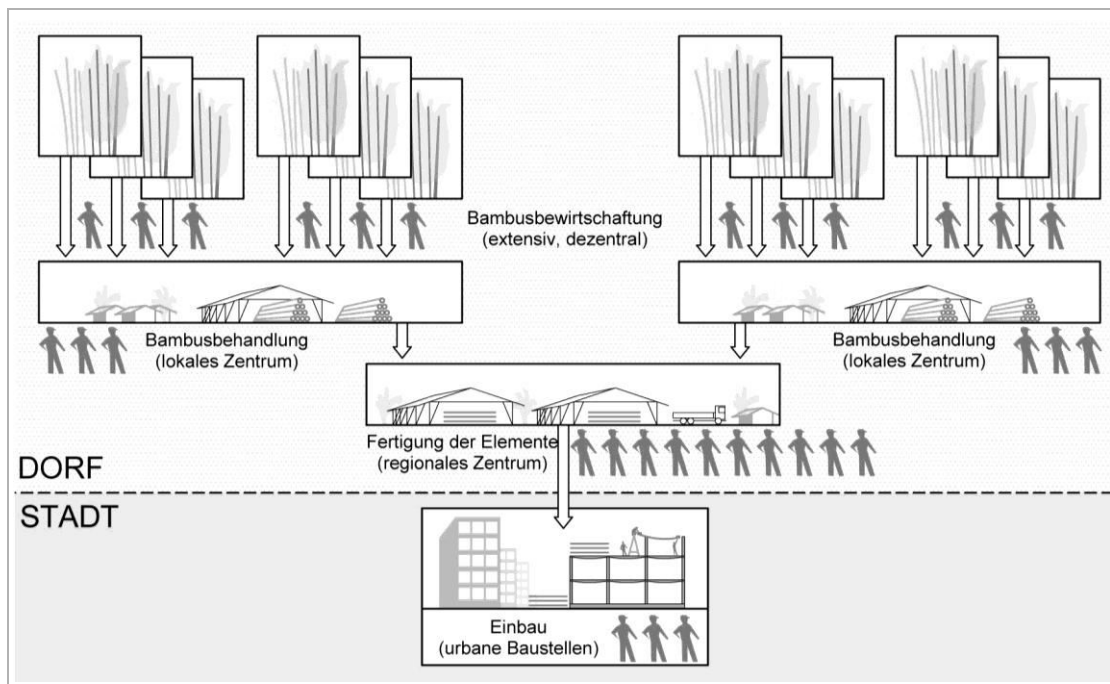 Bambusbewirtschaftung
(extensiv, dezentral)
Bambusbehandlung
(lokales Zentrum)
Bambusbehandlung
(lokales Zentrum)
Fertigung der Elemente
(regionales Zentrum)
DORF
STADT
Einbau
(urbane Baustellen)